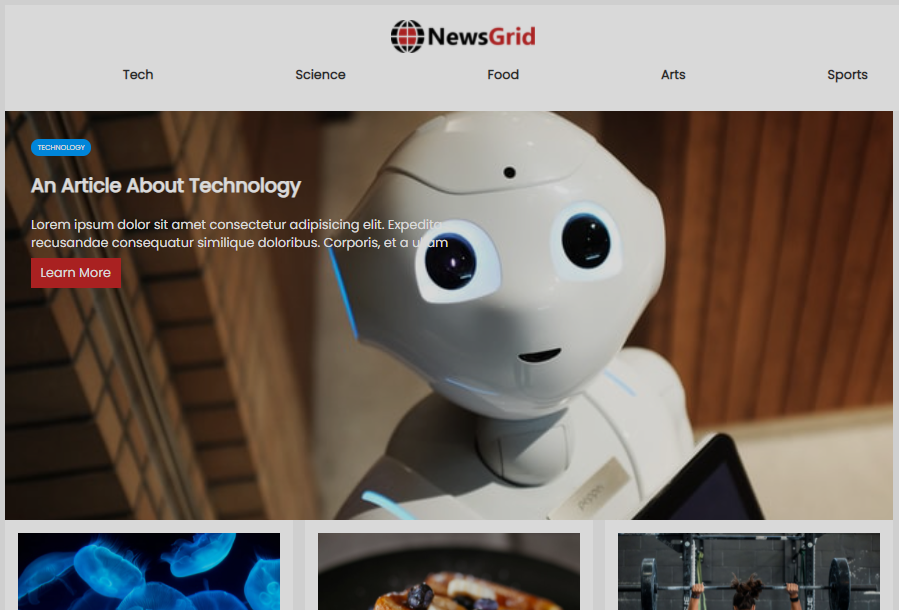 NewsGrid
Tech
Science
Food
Arts
Sports
TECHNOLOGY
An Article About Technology
Lorem ipsum dolor sit amet consectetur adipisicing elit. Expedita
recusandae consequatur similique doloribus. Corporis, et a ullam
Learn More